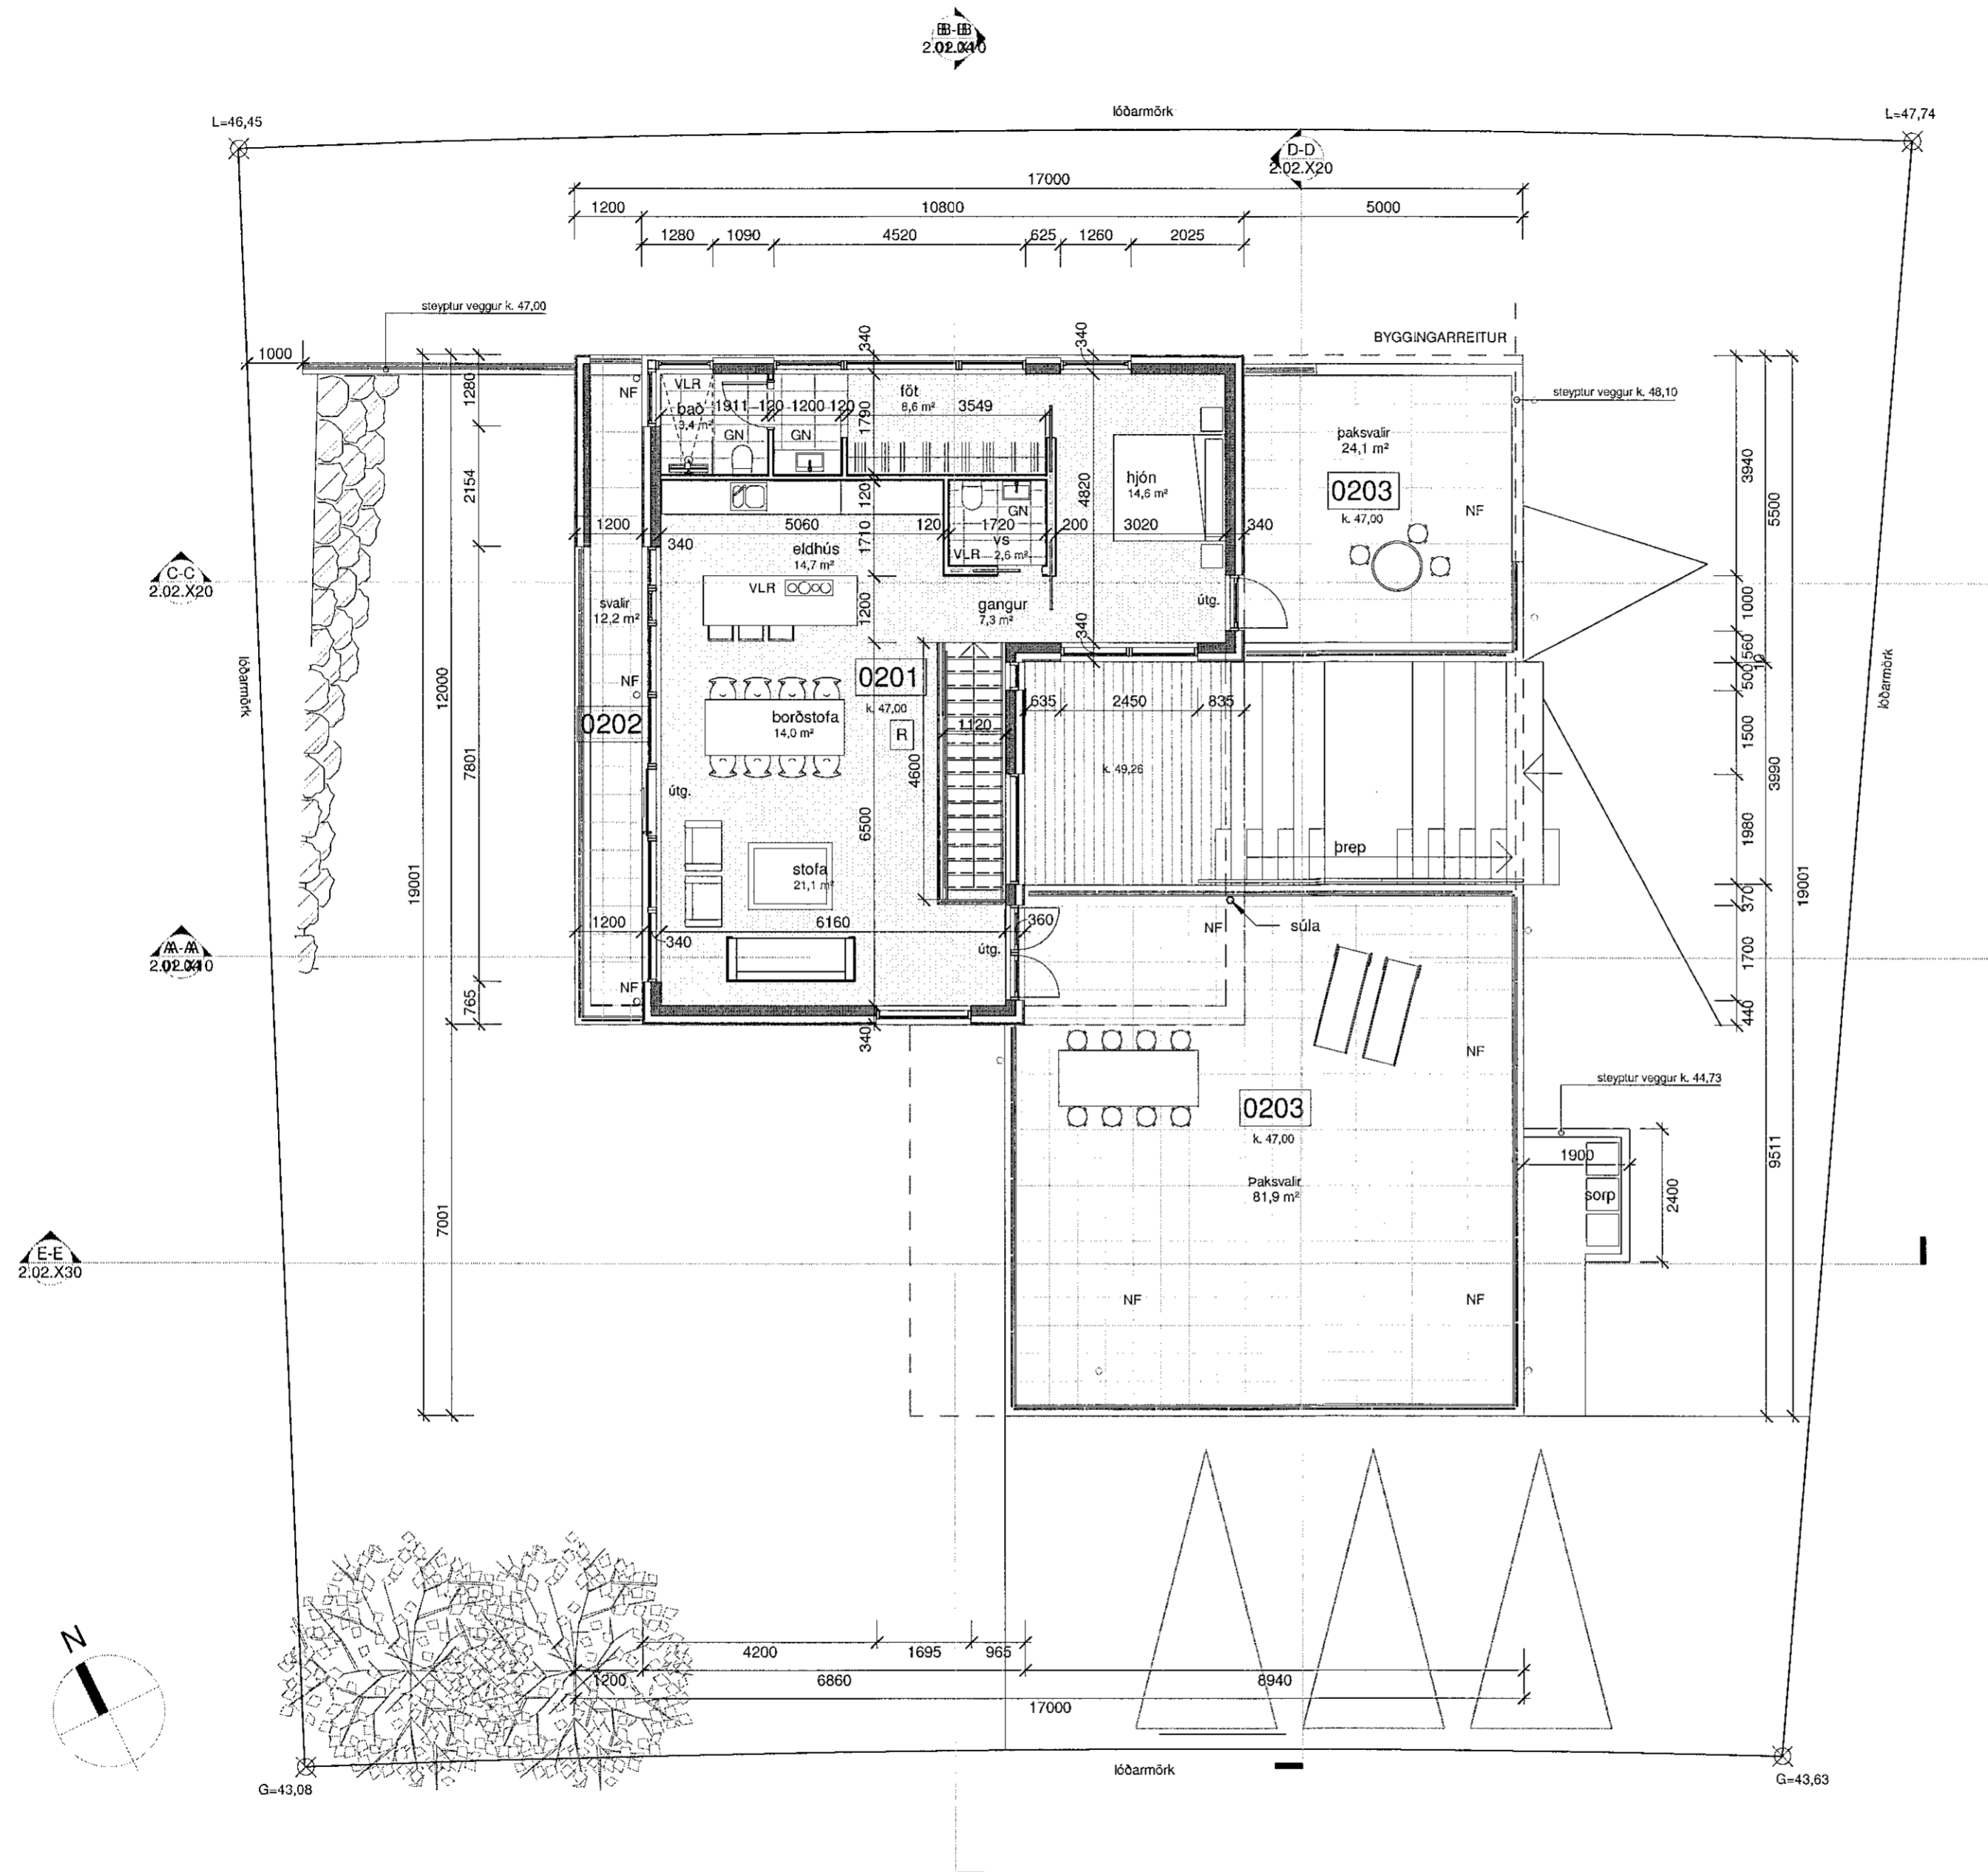 B-B
lóðarmörk
L=46,45
L=47,74
D-D
2.02.X20
17000
1200
10800
5000
1280
1090
4520
625
1260
2025
steyptur veggur k. 47,00
BYGGINGARREITUR
1000
340
340
steyptur veggur k. 48,10
1280
NF
VLR
bað
3,4 m²
1911
120
1200
120
1790
föt
8,6 m²
3549
GN
GN
þaksvalir
24,1 m²
0203
k. 47,00
NF
3940
5500
2154
hjón
14,6 m²
4820
1200
340
5060
120
1710
120
1720
GN
vs
2,6 m²
VLR
200
3020
340
C-C
2.02.X20
eldhús
14,7 m²
VLR
1200
svalir
12,2 m²
gangur
7,3 m²
útg.
340
1000
560
10
500
lóðarmörk
lóðarmörk
12000
NF
0201
k. 47,00
R
0202
borðstofa
14,0 m²
1120
635
2450
835
k. 49,26
1500
3990
7801
4600
útg.
6500
1980
þrep
19001
stofa
21,1 m²
19001
370
1200
340
6160
360
útg.
NF
súla
1700
A-A
NF
765
340
440
NF
steyptur veggur k. 44,73
0203
k. 47,00
9511
1900
Þaksvalir
81,9 m²
sorp
2400
7001
E-E
2.02.X30
NF
NF
N
4200
1695
965
1200
6860
8940
17000
lóðarmörk
G=43,08
G=43,63